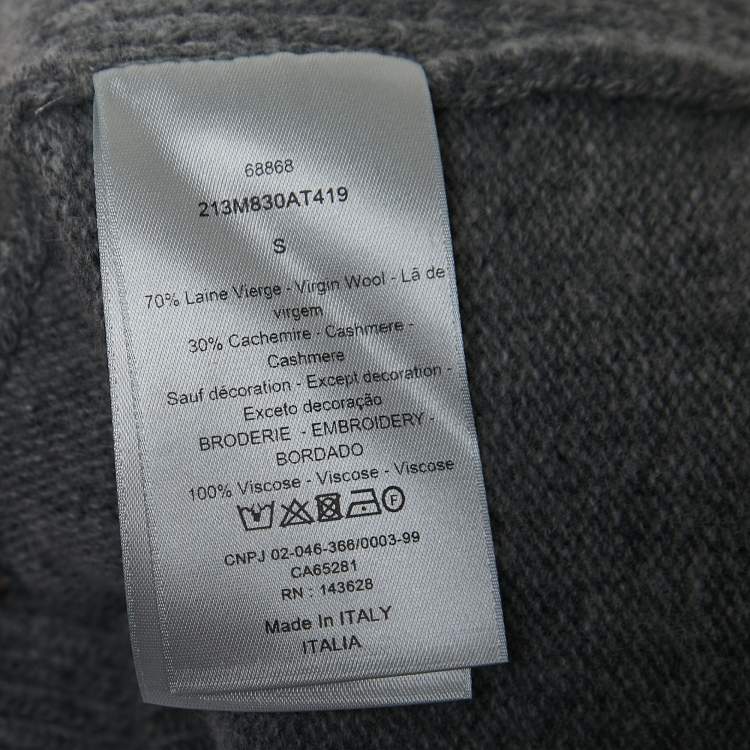 68868
213M830AT419
S
70% Laine Vierge - Virgin Wool - Lã de
virgem
30% Cachemire - Cashmere -
Cashmere
Sauf décoration - Except decoration -
Exceto decoração
BRODERIE - EMBROIDERY -
BORDADO
100% Viscose - Viscose - Viscose
F
CNPJ 02-046-366/0003-99
CA65281
RN : 143628
Made In ITALY
ITALIA